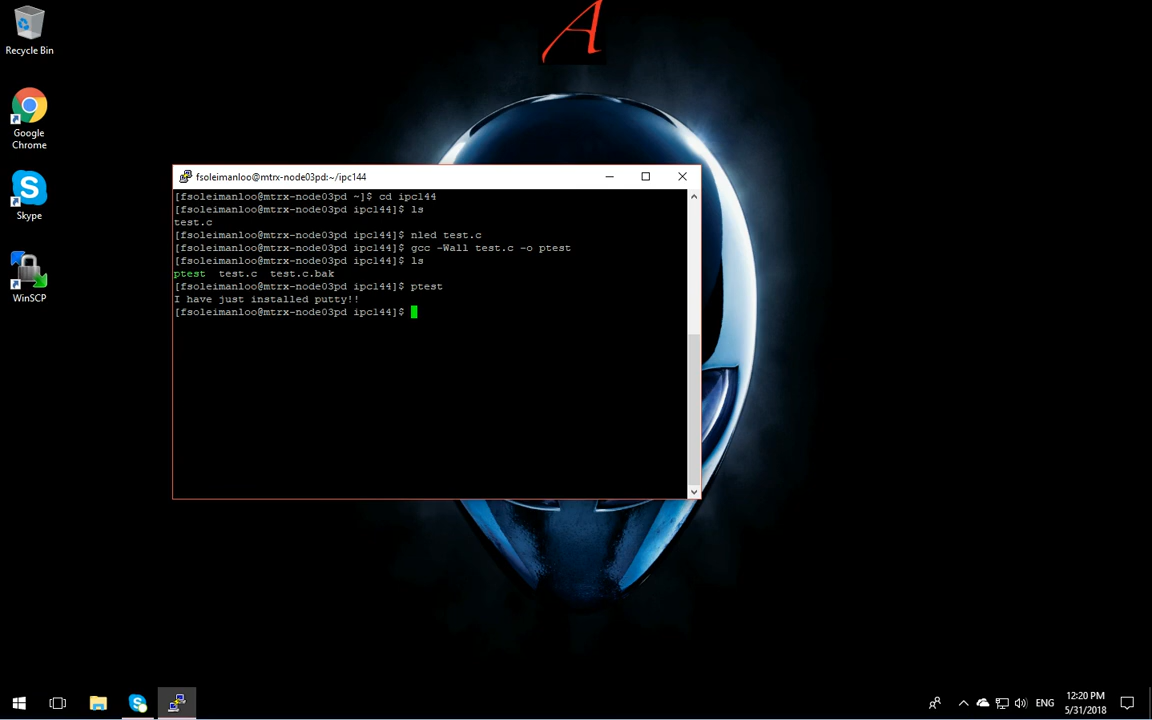 A
Recycle Bin
Google
Chrome
Skype
WinSCP
fsoleimanloo@mtrx-node03pd:~/ipc144
[fsoleimanloo@mtrx-node03pd ~]$ cd ipc144
[fsoleimanloo@mtrx-node03pd ipc144]$ ls
test.c
[fsoleimanloo@mtrx-node03pd ipc144]$ nled test.c
[fsoleimanloo@mtrx-node03pd ipc144]$ gcc -Wall test.c -o ptest
[fsoleimanloo@mtrx-node03pd ipc144]$ ls
ptest  test.c  test.c.bak
[fsoleimanloo@mtrx-node03pd ipc144]$ ptest
I have just installed putty!!
[fsoleimanloo@mtrx-node03pd ipc144]$
ENG
12:20 PM
5/31/2018